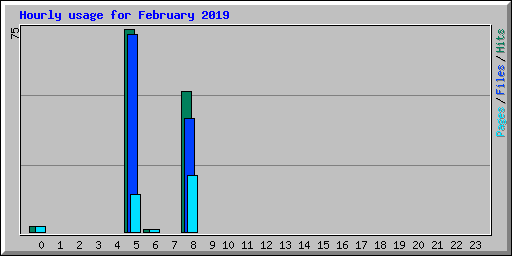 Hourly usage for February 2019
75
Pages/Files/Hits
0 1 2 3 4 5 6 7 8 9 10 11 12 13 14 15 16 17 18 19 20 21 22 23